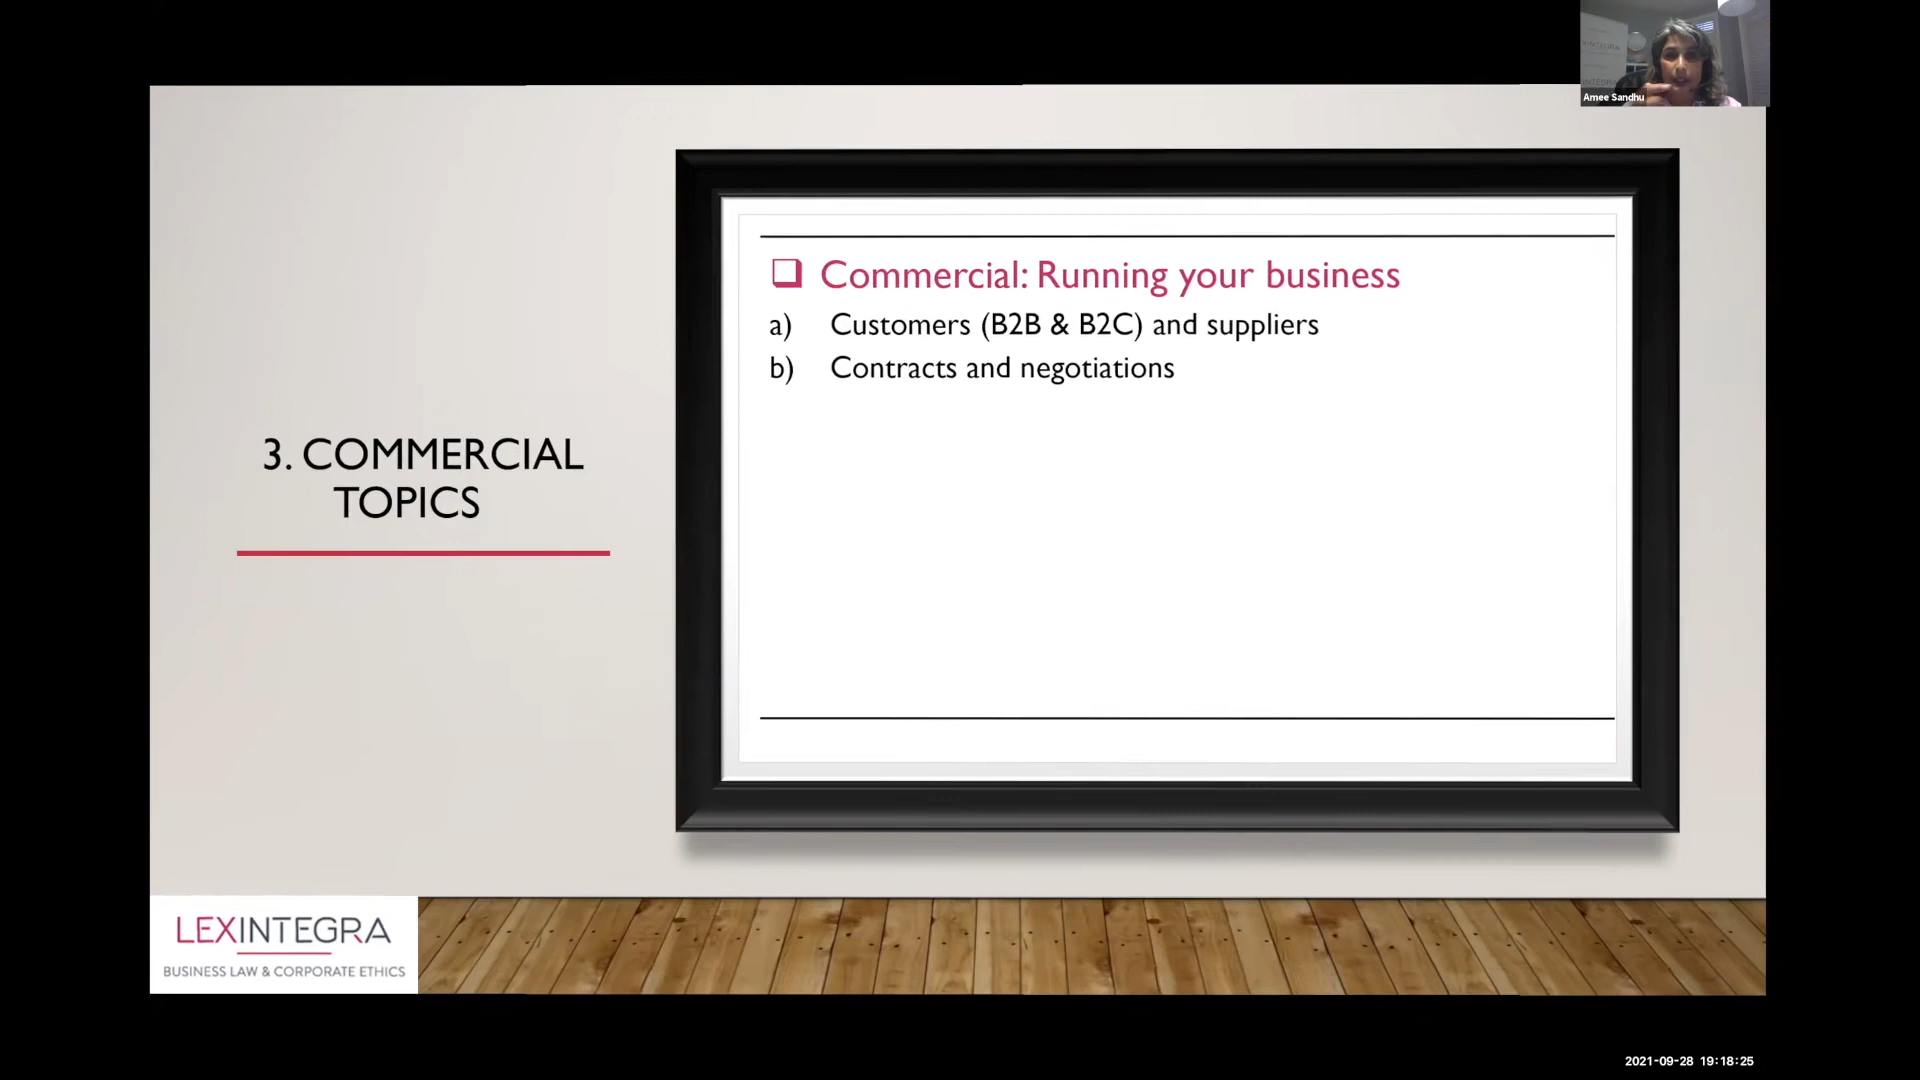 Amee Sandhu
3. COMMERCIAL
TOPICS
❑ Commercial: Running your business
a) Customers (B2B & B2C) and suppliers
b) Contracts and negotiations
LEXINTEGRA
BUSINESS LAW & CORPORATE ETHICS
2021-09-28 19:18:25